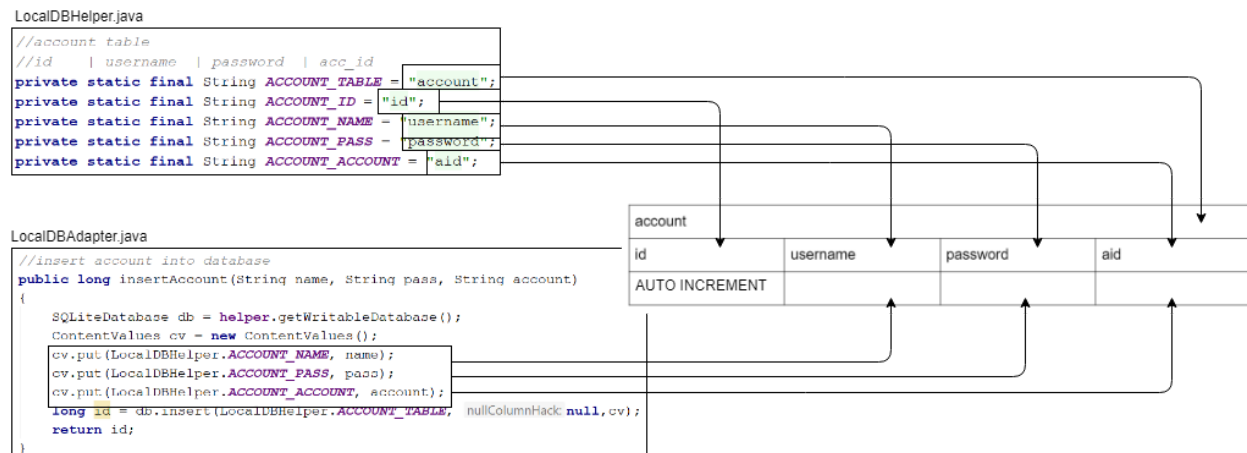 LocalDBHelper.java
//account table
//id | username | password | acc_id
private static final String ACCOUNT_TABLE = "account";
private static final String ACCOUNT_ID = "id";
private static final String ACCOUNT_NAME = "username";
private static final String ACCOUNT_PASS = "password";
private static final String ACCOUNT_ACCOUNT = "aid";
account
id username password aid
AUTO INCREMENT
LocalDBAdapter.java
//insert account into database
public long insertAccount(String name, String pass, String account)
{
SQLiteDatabase db = helper.getWritableDatabase();
ContentValues cv = new ContentValues();
cv.put(LocalDBHelper.ACCOUNT_NAME, name);
cv.put(LocalDBHelper.ACCOUNT_PASS, pass);
cv.put(LocalDBHelper.ACCOUNT_ACCOUNT, account);
long id = db.insert(LocalDBHelper.ACCOUNT_TABLE, nullColumnHack: null,cv);
return id;
}